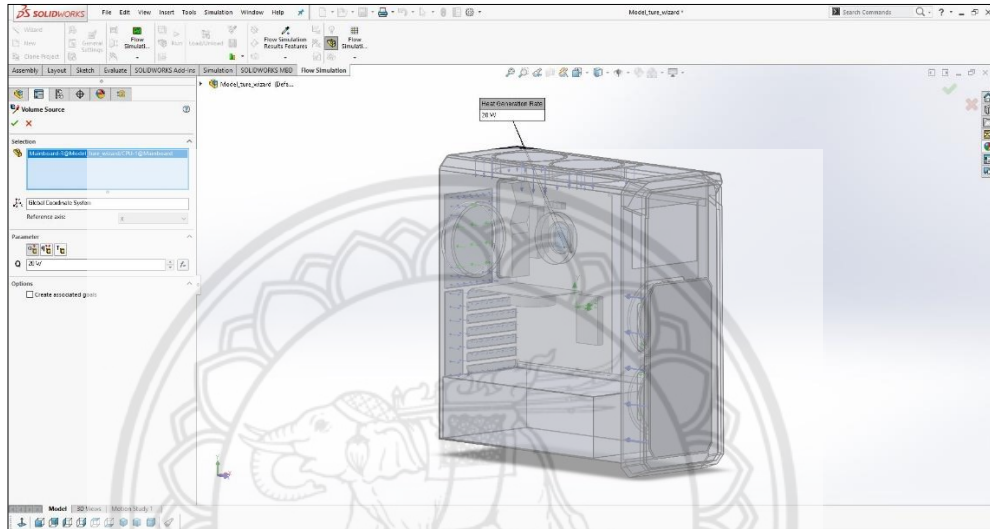 SOLIDWORKS File Edit View Insert Tools Simulation Window Help
Model_ture_wizard *
Search Commands
Wizard
New
General Settings
Flow Simulati...
Run
Load/Unload
Flow Simulation Results Features
Flow Simulati...
Clone Project
Assembly Layout Sketch Evaluate SOLIDWORKS Add-Ins Simulation SOLIDWORKS MBD Flow Simulation
Model_ture_wizard (Defa...
Volume Source
Heat Generation Rate
20 W
Selection
Global Coordinate System
Reference axis:
X
Parameter
Q 20 W
Options
Create associated goals
Model 3D Views Motion Study 1